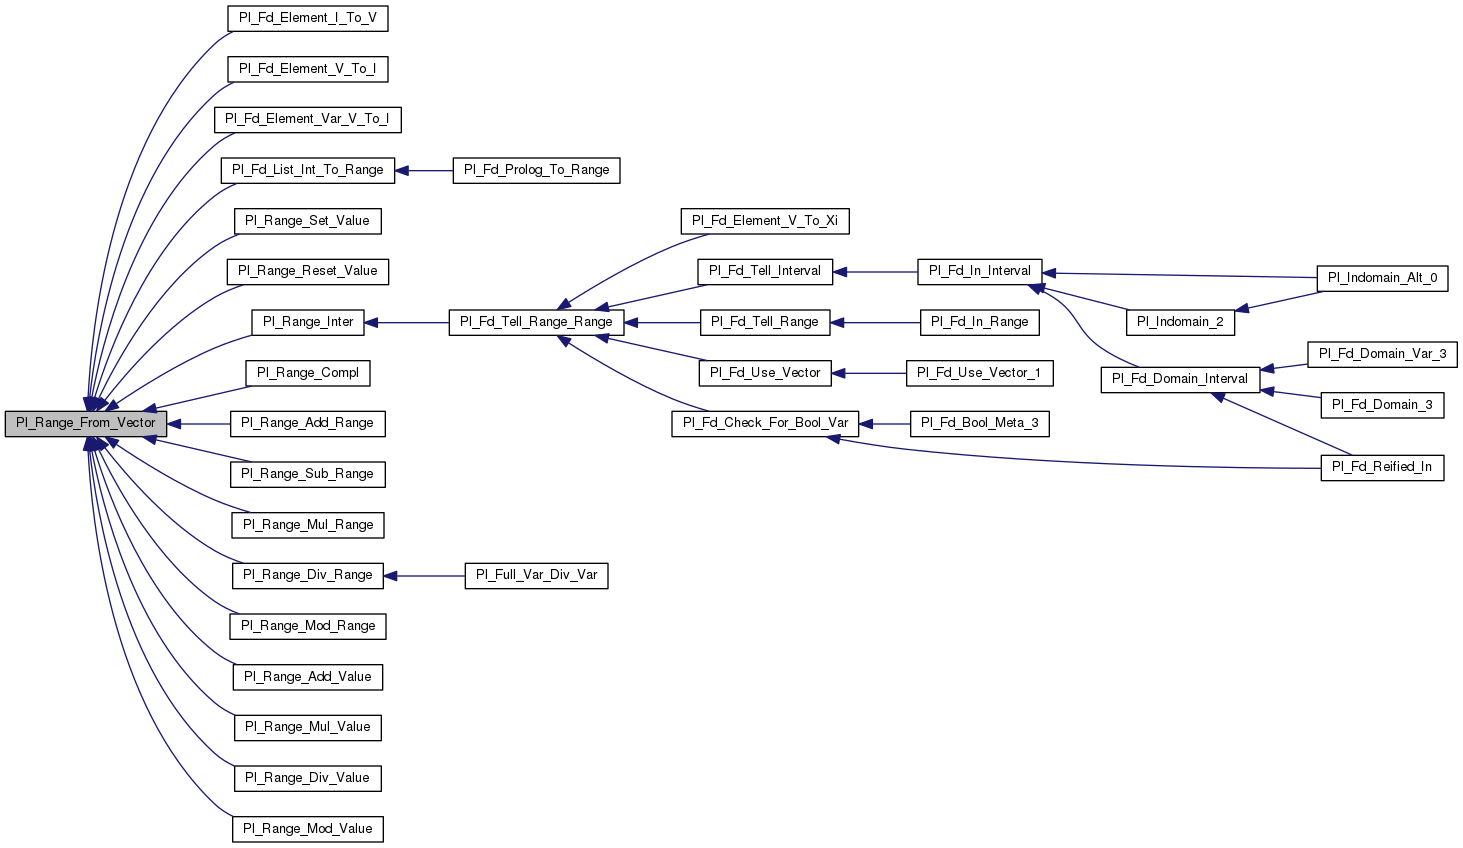 Pl_Fd_Element_I_To_V
Pl_Fd_Element_V_To_I
Pl_Fd_Element_Var_V_To_I
Pl_Fd_List_Int_To_Range
Pl_Fd_Prolog_To_Range
Pl_Range_Set_Value
Pl_Fd_Element_V_To_Xi
Pl_Range_Reset_Value
Pl_Fd_Tell_Interval
Pl_Fd_In_Interval
Pl_Indomain_Alt_0
Pl_Range_Inter
Pl_Fd_Tell_Range_Range
Pl_Fd_Tell_Range
Pl_Fd_In_Range
Pl_Indomain_2
Pl_Fd_Domain_Var_3
Pl_Range_Compl
Pl_Fd_Use_Vector
Pl_Fd_Use_Vector_1
Pl_Fd_Domain_Interval
Pl_Fd_Domain_3
Pl_Range_From_Vector
Pl_Range_Add_Range
Pl_Fd_Check_For_Bool_Var
Pl_Fd_Bool_Meta_3
Pl_Fd_Reified_In
Pl_Range_Sub_Range
Pl_Range_Mul_Range
Pl_Range_Div_Range
Pl_Full_Var_Div_Var
Pl_Range_Mod_Range
Pl_Range_Add_Value
Pl_Range_Mul_Value
Pl_Range_Div_Value
Pl_Range_Mod_Value